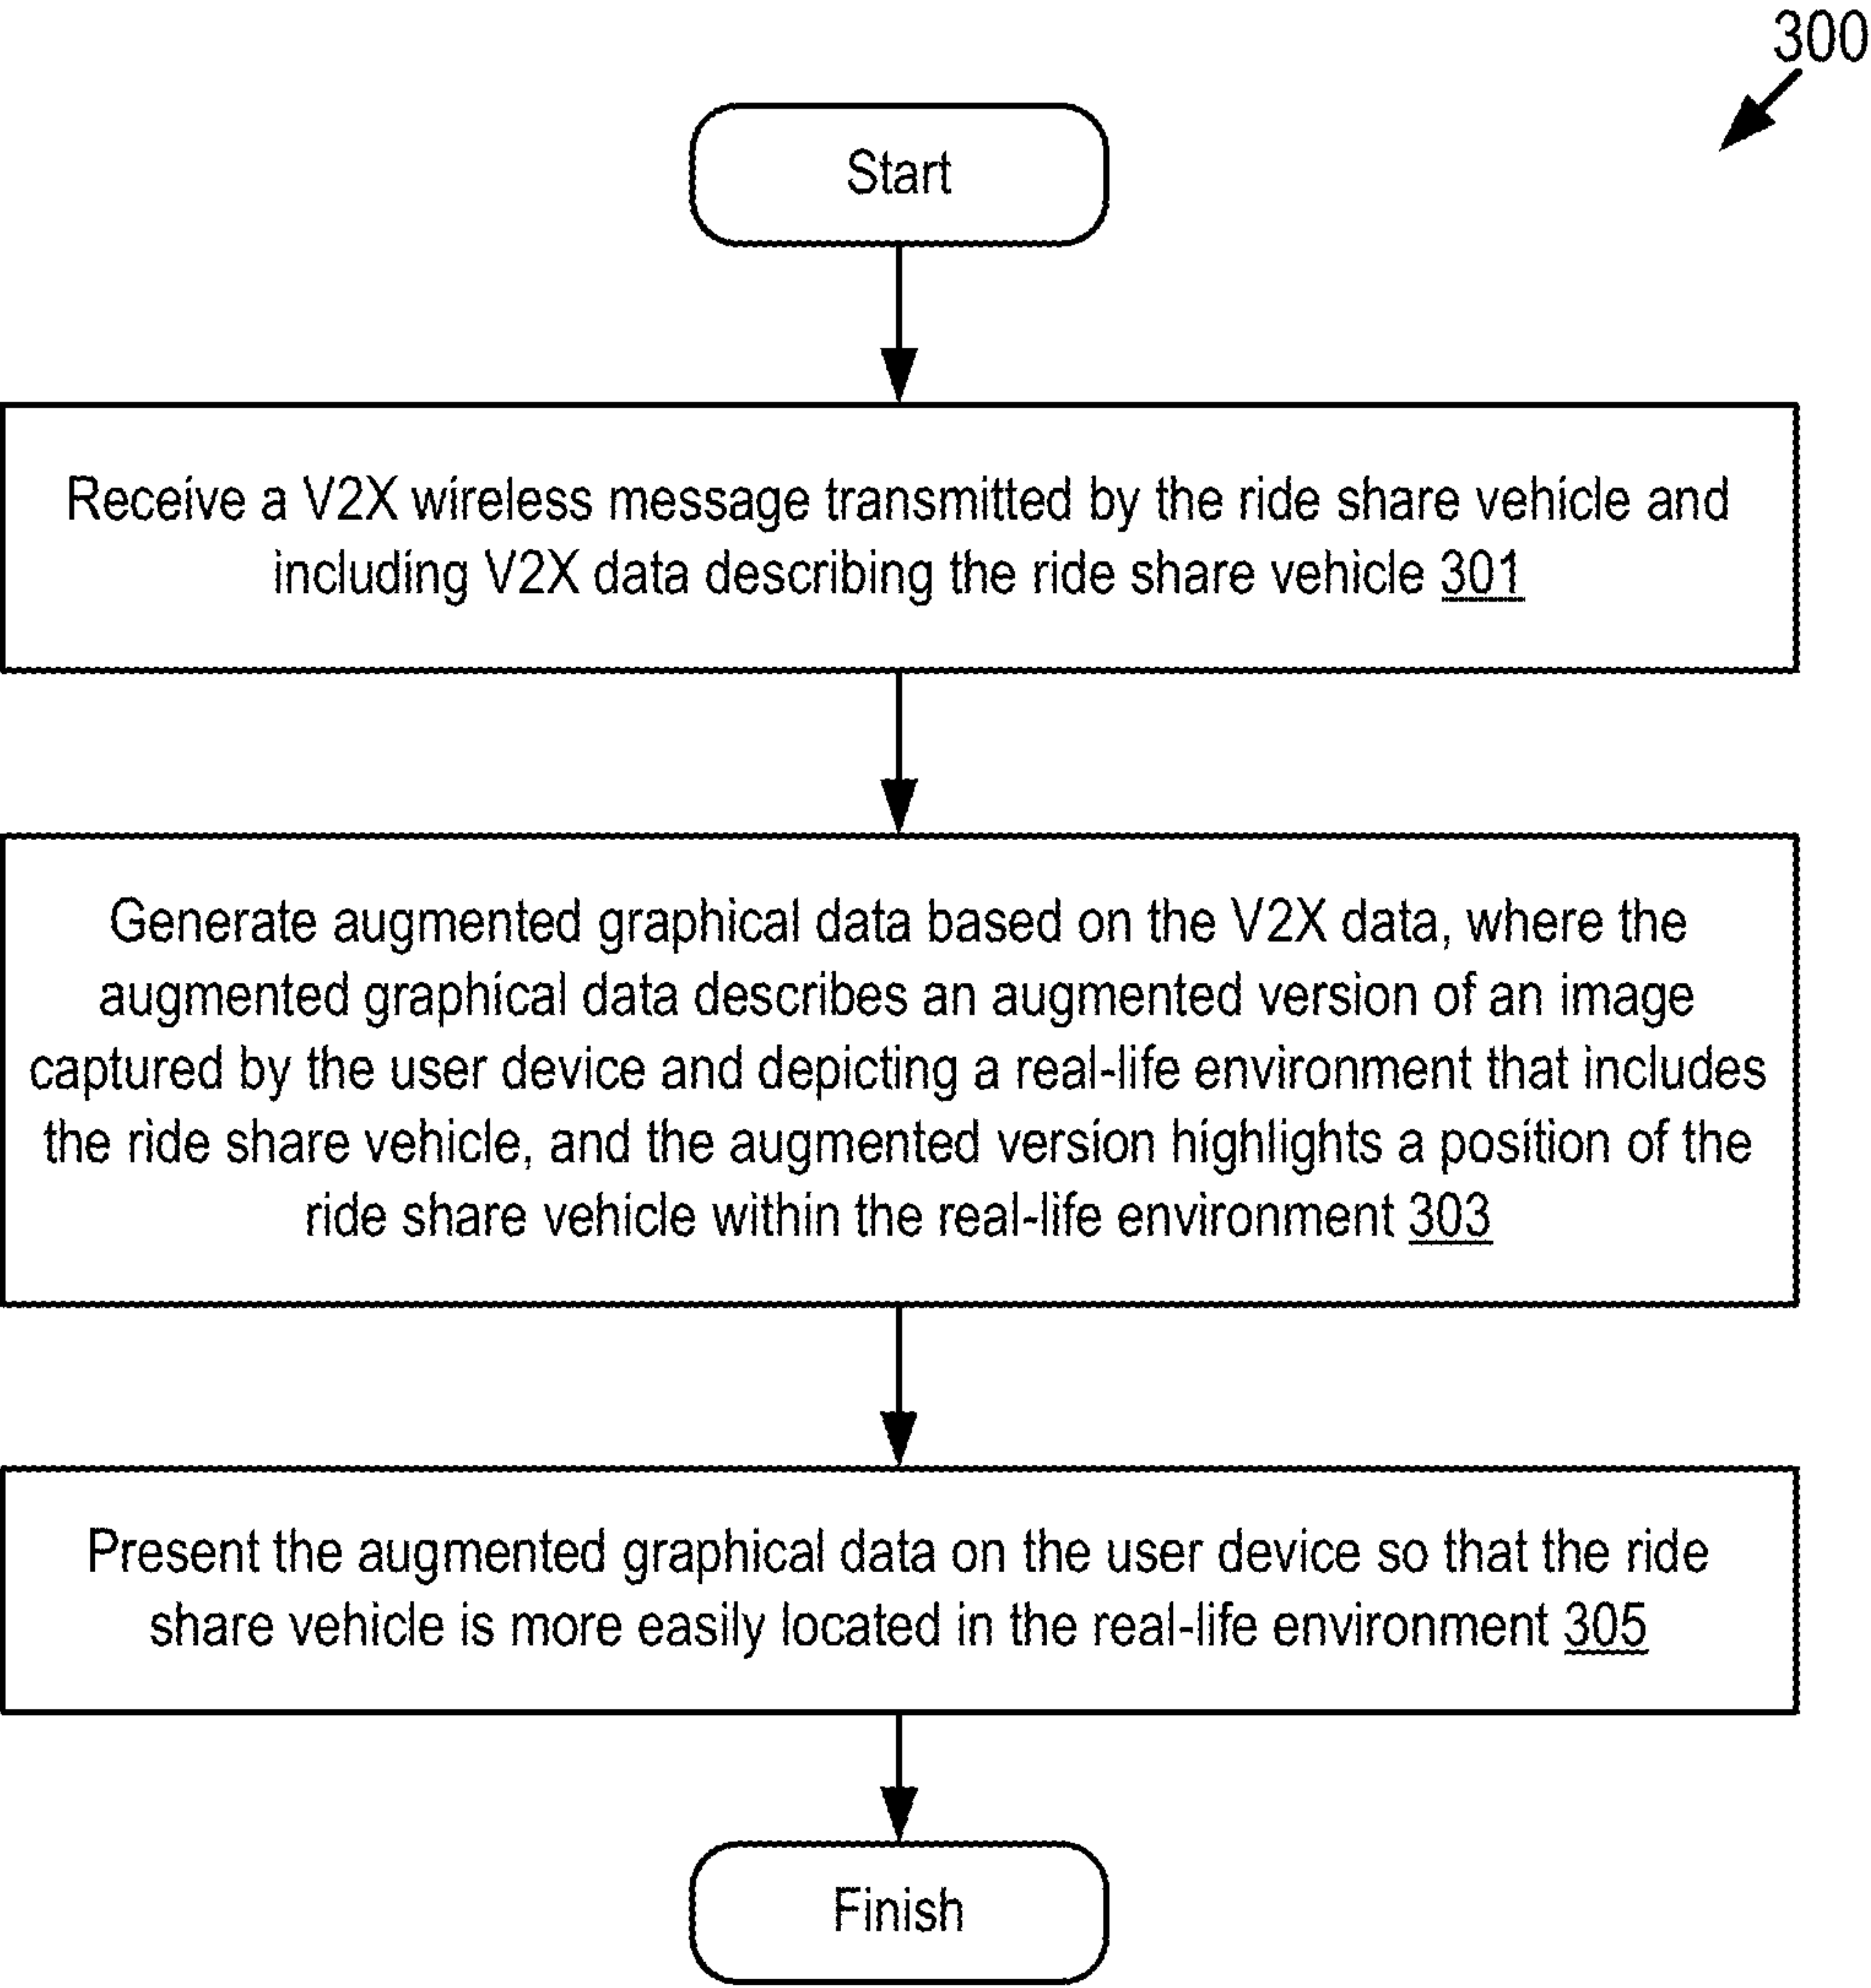 300
Start
Receive a V2X wireless message transmitted by the ride share vehicle and
including V2X data describing the ride share vehicle 301
Generate augmented graphical data based on the V2X data, where the
augmented graphical data describes an augmented version of an image
captured by the user device and depicting a real-life environment that includes
the ride share vehicle, and the augmented version highlights a position of the
ride share vehicle within the real-life environment 303
Present the augmented graphical data on the user device so that the ride
share vehicle is more easily located in the real-life environment 305
Finish